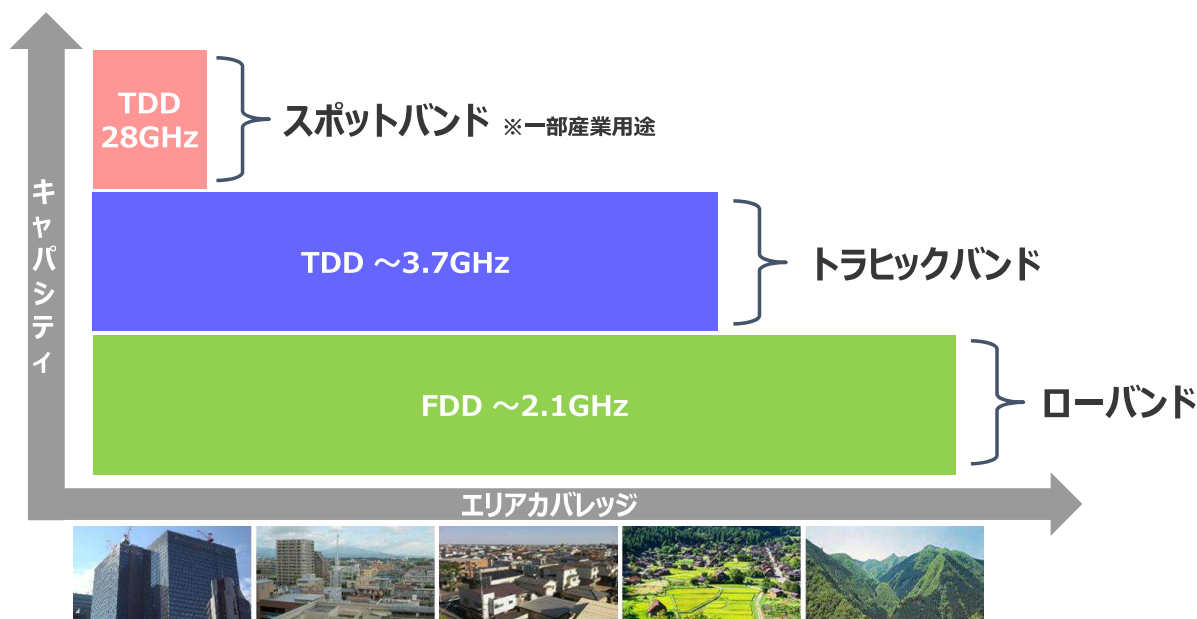 TDD
28GHz
スポットバンド ※一部産業用途
キャパシティ
TDD ～3.7GHz
トラヒックバンド
FDD ～2.1GHz
ローバンド
エリアカバレッジ